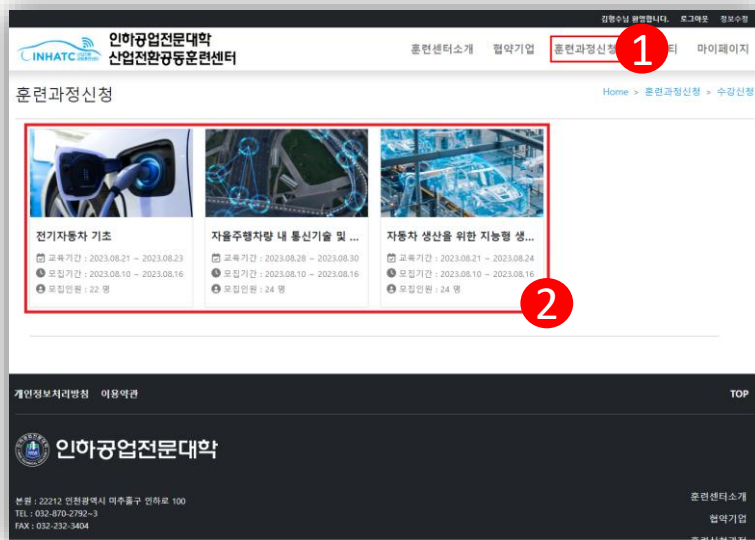 김형수님 환영합니다. 로그아웃 정보수정
INHATC
인하공업전문대학
산업전환공동훈련센터
훈련센터소개 협약기업 훈련과정신청 1 티 마이페이지
훈련과정신청
Home > 훈련과정신청 > 수강신청
전기자동차 기초
교육기간 : 2023.08.21 ~ 2023.08.23
모집기간 : 2023.08.10 ~ 2023.08.16
모집인원 : 22 명
자율주행차량 내 통신기술 및 ...
교육기간 : 2023.08.28 ~ 2023.08.30
모집기간 : 2023.08.10 ~ 2023.08.16
모집인원 : 24 명
자동차 생산을 위한 지능형 생...
교육기간 : 2023.08.21 ~ 2023.08.24
모집기간 : 2023.08.10 ~ 2023.08.16
모집인원 : 24 명
2
개인정보처리방침 이용약관
TOP
인하공업전문대학
본원 : 22212 인천광역시 미추홀구 인하로 100
TEL : 032-870-2792~3
FAX : 032-232-3404
훈련센터소개
협약기업